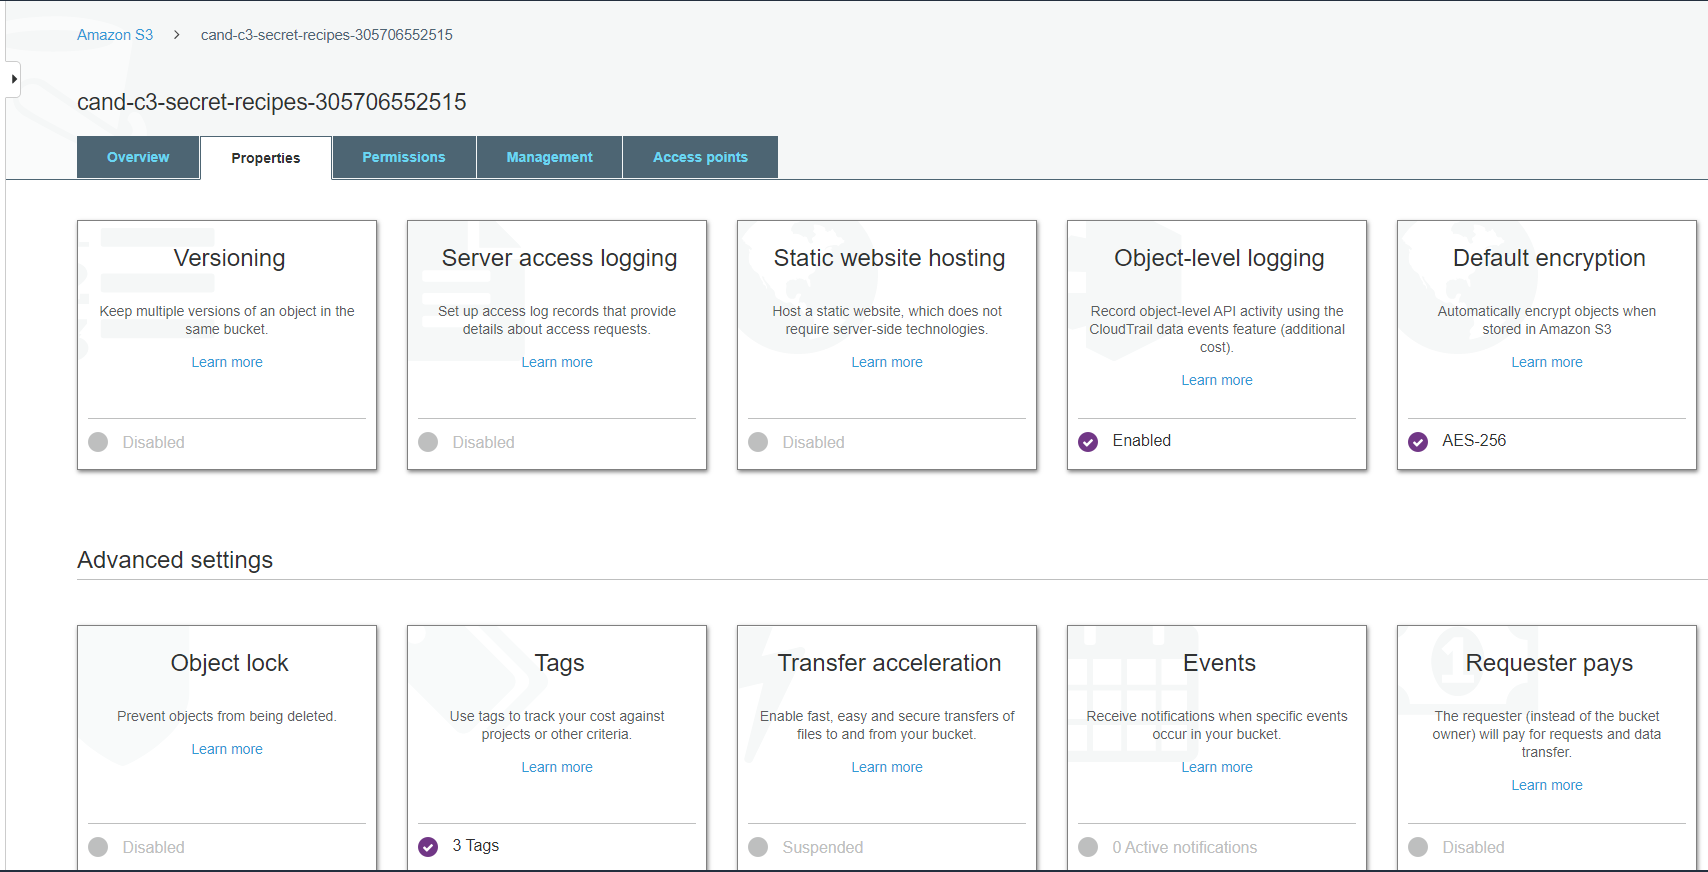 Amazon S3 > cand-c3-secret-recipes-305706552515
cand-c3-secret-recipes-305706552515
Overview
Properties
Permissions
Management
Access points
Versioning
Keep multiple versions of an object in the
same bucket.
Learn more
Disabled
Server access logging
Set up access log records that provide
details about access requests.
Learn more
Disabled
Static website hosting
Host a static website, which does not
require server-side technologies.
Learn more
Disabled
Object-level logging
Record object-level API activity using the
CloudTrail data events feature (additional
cost).
Learn more
Enabled
Default encryption
Automatically encrypt objects when
stored in Amazon S3
Learn more
AES-256
Advanced settings
Object lock
Prevent objects from being deleted.
Learn more
Disabled
Tags
Use tags to track your cost against
projects or other criteria.
Learn more
3 Tags
Transfer acceleration
Enable fast, easy and secure transfers of
files to and from your bucket.
Learn more
Suspended
Events
Receive notifications when specific events
occur in your bucket.
Learn more
0 Active notifications
Requester pays
The requester (instead of the bucket
owner) will pay for requests and data
transfer.
Learn more
Disabled